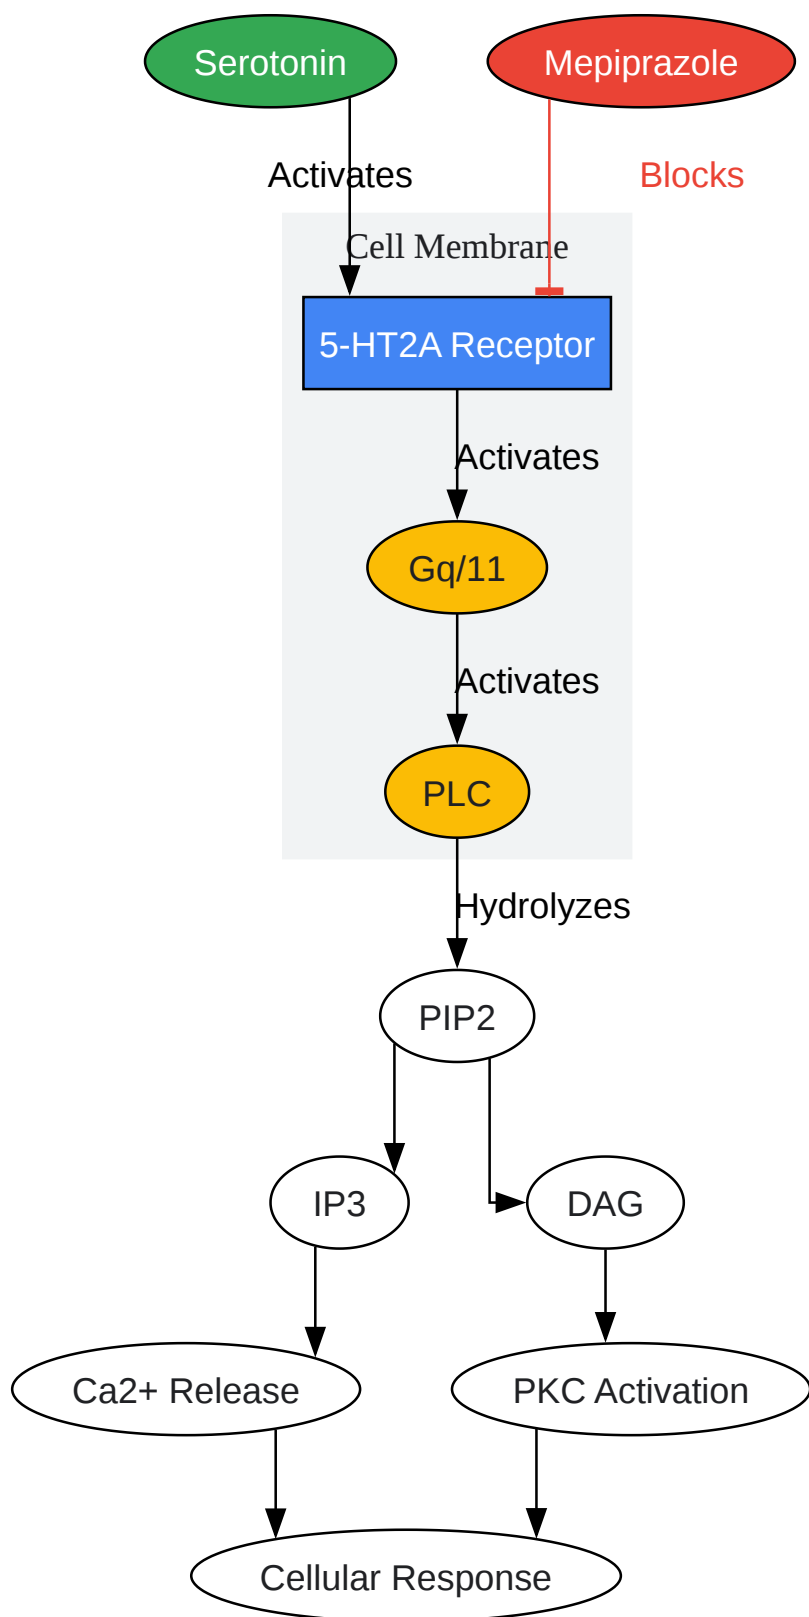 Serotonin
Mepiprazole
Activates
Blocks
Cell Membrane
5-HT2A Receptor
Activates
Gq/11
Activates
PLC
Hydrolyzes
PIP2
IP3
DAG
Ca2+ Release
PKC Activation
Cellular Response